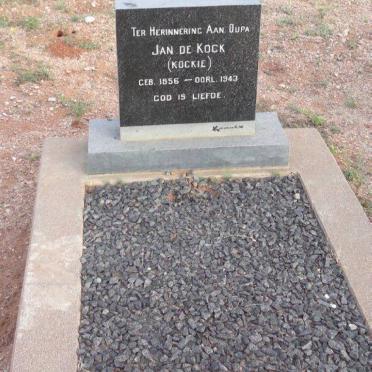 Ter Herinnering Aan Oupa
Jan de Kock
(Kockie)
Geb. 1856 – Oorl. 1943
God is liefde.